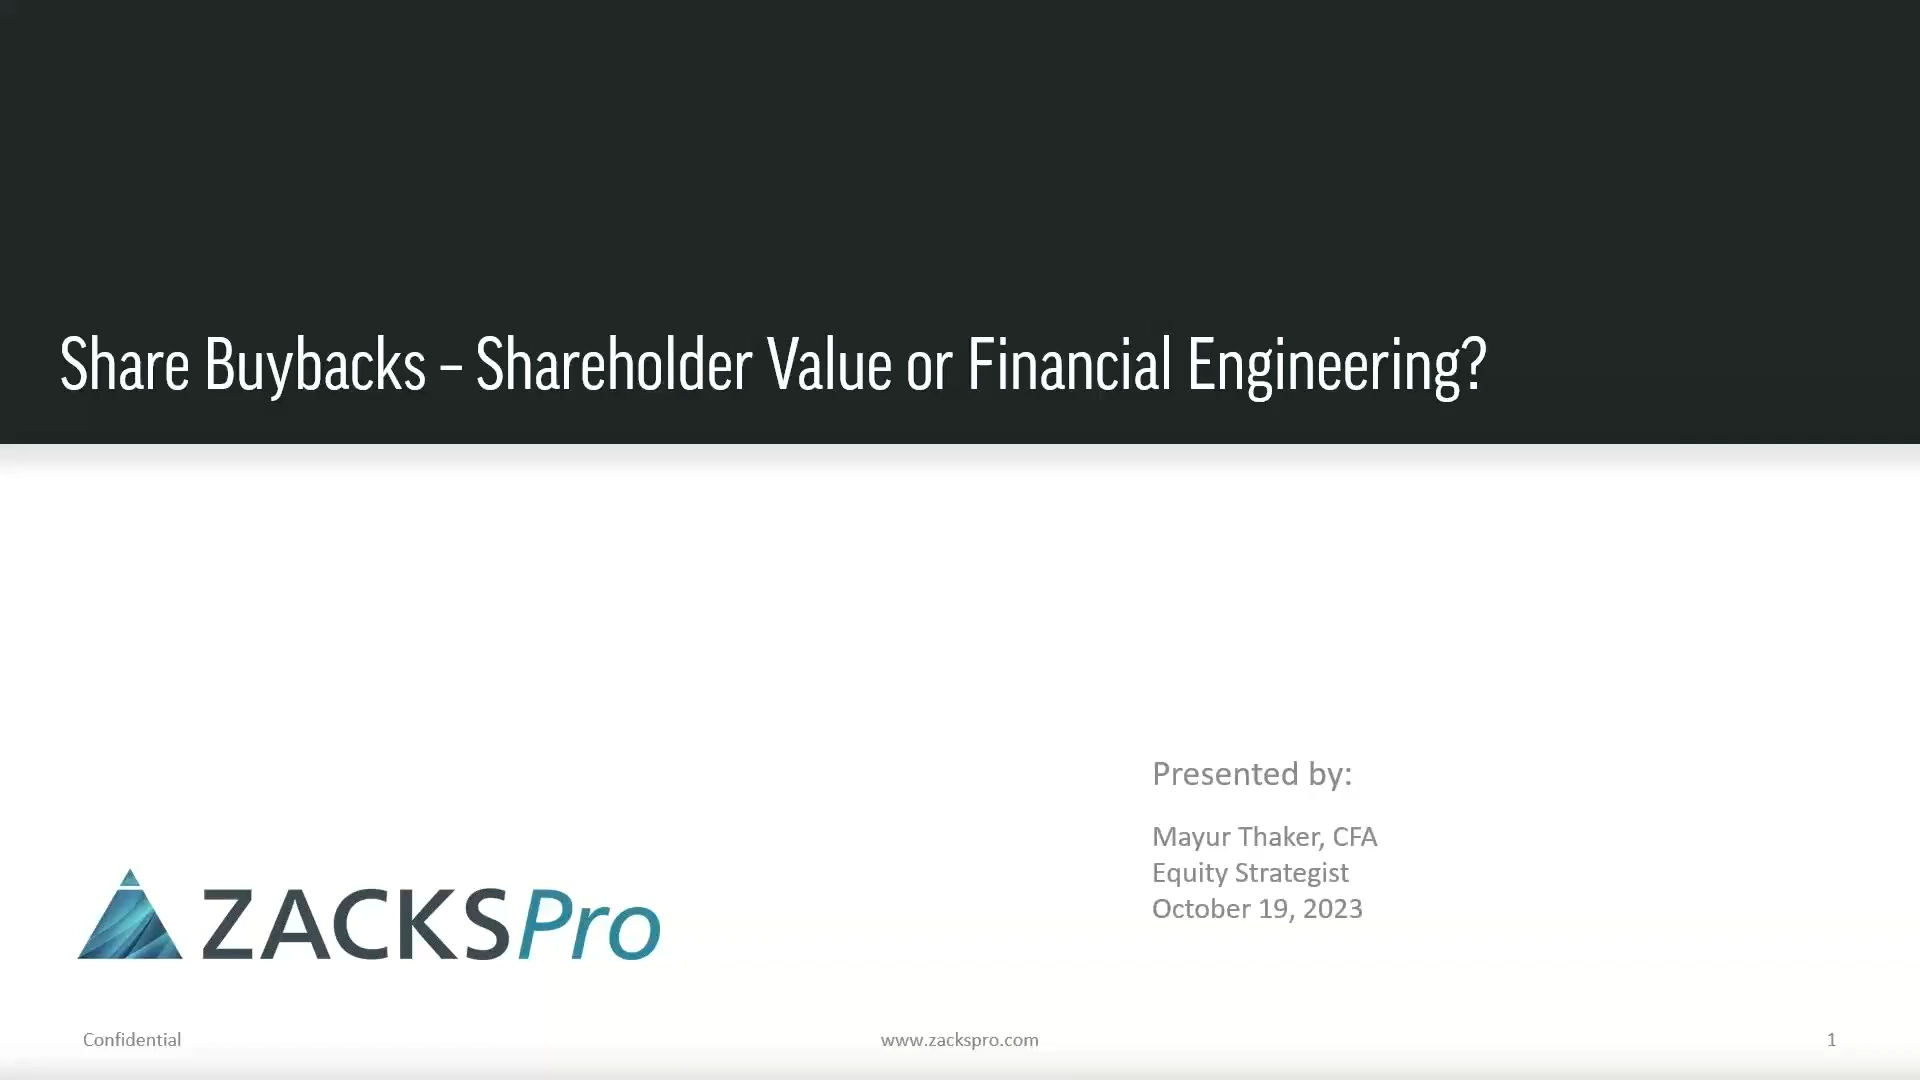 Share Buybacks – Shareholder Value or Financial Engineering?
Presented by:
Mayur Thaker, CFA
Equity Strategist
October 19, 2023
ZACKSPro
Confidential
www.zackspro.com
1